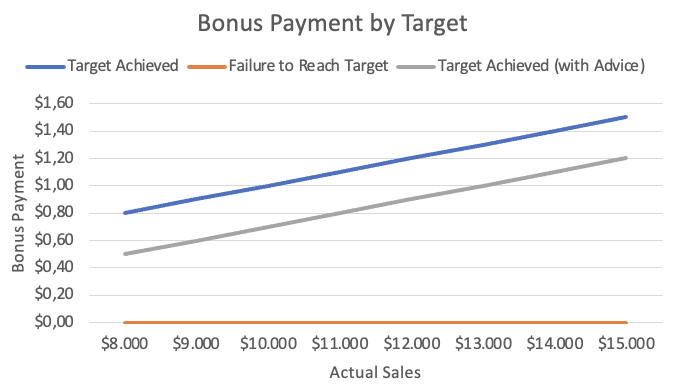 Bonus Payment by Target
Target Achieved Failure to Reach Target Target Achieved (with Advice)
$1,60
$1,40
$1,20
$1,00
$0,80
$0,60
$0,40
$0,20
$0,00
Bonus Payment
$8.000 $9.000 $10.000 $11.000 $12.000 $13.000 $14.000 $15.000
Actual Sales